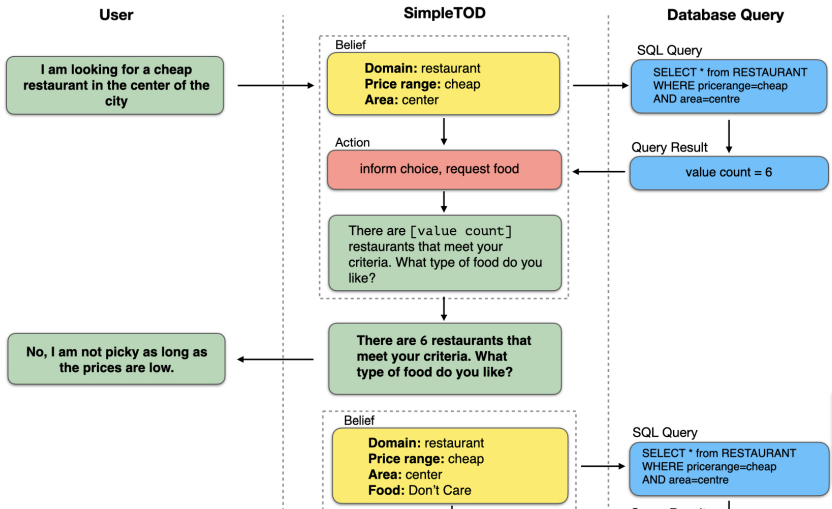 User
SimpleTOD
Database Query
Belief
SQL Query
I am looking for a cheap
restaurant in the center of the
city
Domain: restaurant
Price range: cheap
Area: center
SELECT * from RESTAURANT
WHERE pricerange=cheap
AND area=centre
Action
Query Result
inform choice, request food
value count = 6
There are [value count]
restaurants that meet your
criteria. What type of food do you
like?
There are 6 restaurants that
meet your criteria. What
type of food do you like?
No, I am not picky as long as
the prices are low.
Belief
SQL Query
Domain: restaurant
Price range: cheap
Area: center
Food: Don't Care
SELECT * from RESTAURANT
WHERE pricerange=cheap
AND area=centre